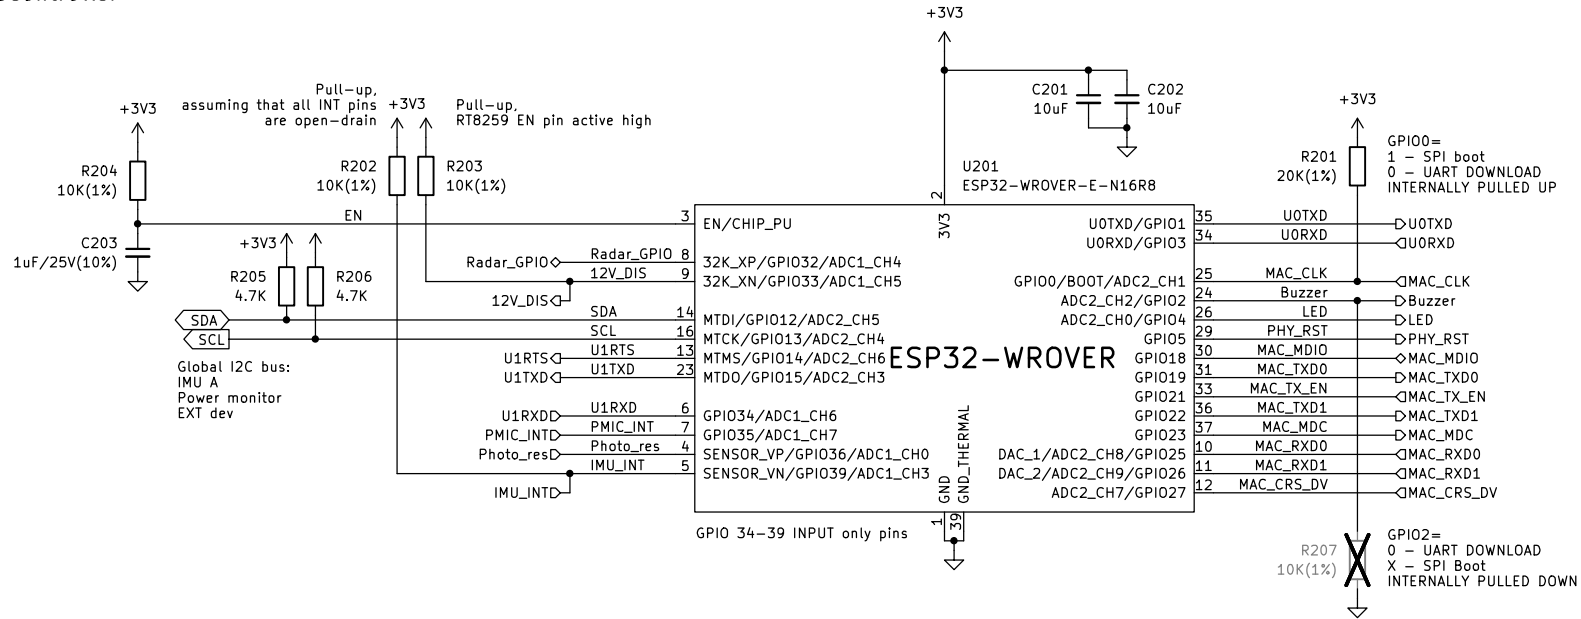 +3V3
Pull-up,
assuming that all INT pins
are open-drain
+3V3
Pull-up,
RT8259 EN pin active high
C201
10uF
C202
10uF
+3V3
+3V3
R204
10K(1%)
R202
10K(1%)
R203
10K(1%)
U201
ESP32-WROVER-E-N16R8
R201
20K(1%)
GPIO0=
1 - SPI boot
0 - UART DOWNLOAD
INTERNALLY PULLED UP
EN
3
EN/CHIP_PU
2
3V3
C203
1uF/25V(10%)
+3V3
R205
4.7K
R206
4.7K
Radar_GPIO
Radar_GPIO
8
32K_XP/GPIO32/ADC1_CH4
12V_DIS
9
32K_XN/GPIO33/ADC1_CH5
12V_DIS
SDA
SDA
14
MTDI/GPIO12/ADC2_CH5
SCL
SCL
16
MTCK/GPIO13/ADC2_CH4
U1RTS
U1RTS
13
MTMS/GPIO14/ADC2_CH6
U1TXD
U1TXD
23
MTDO/GPIO15/ADC2_CH3
Global I2C bus:
IMU A
Power monitor
EXT dev
U1RXD
U1RXD
6
GPIO34/ADC1_CH6
PMIC_INT
PMIC_INT
7
GPIO35/ADC1_CH7
Photo_res
Photo_res
4
SENSOR_VP/GPIO36/ADC1_CH0
IMU_INT
5
SENSOR_VN/GPIO39/ADC1_CH3
IMU_INT
ESP32-WROVER
U0TXD/GPIO1
35
U0TXD
U0TXD
U0RXD/GPIO3
34
U0RXD
U0RXD
GPIO0/BOOT/ADC2_CH1
25
MAC_CLK
MAC_CLK
ADC2_CH2/GPIO2
24
Buzzer
Buzzer
ADC2_CH0/GPIO4
26
LED
LED
GPIO5
29
PHY_RST
PHY_RST
GPIO18
30
MAC_MDIO
MAC_MDIO
GPIO19
31
MAC_TXD0
MAC_TXD0
GPIO21
33
MAC_TX_EN
MAC_TX_EN
GPIO22
36
MAC_TXD1
MAC_TXD1
GPIO23
37
MAC_MDC
MAC_MDC
DAC_1/ADC2_CH8/GPIO25
10
MAC_RXD0
MAC_RXD0
DAC_2/ADC2_CH9/GPIO26
11
MAC_RXD1
MAC_RXD1
ADC2_CH7/GPIO27
12
MAC_CRS_DV
MAC_CRS_DV
GND
GND_THERMAL
1
39
GPIO 34-39 INPUT only pins
R207
10K(1%)
GPIO2=
0 - UART DOWNLOAD
X - SPI Boot
INTERNALLY PULLED DOWN